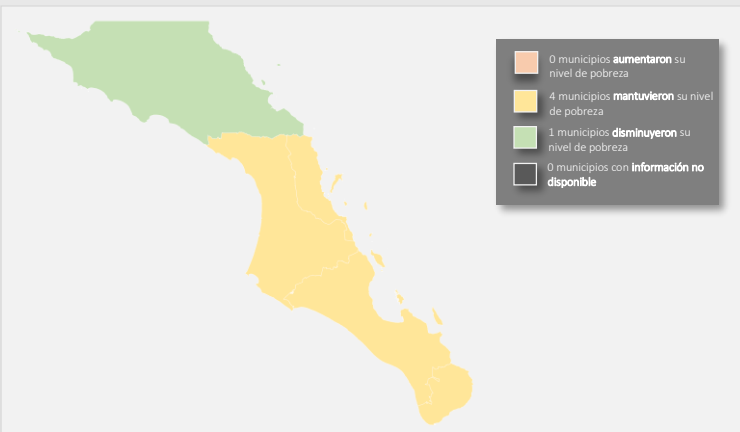 0 municipios aumentaron su
nivel de pobreza
4 municipios mantuvieron su nivel
de pobreza
1 municipios disminuyeron su
nivel de pobreza
0 municipios con información no
disponible